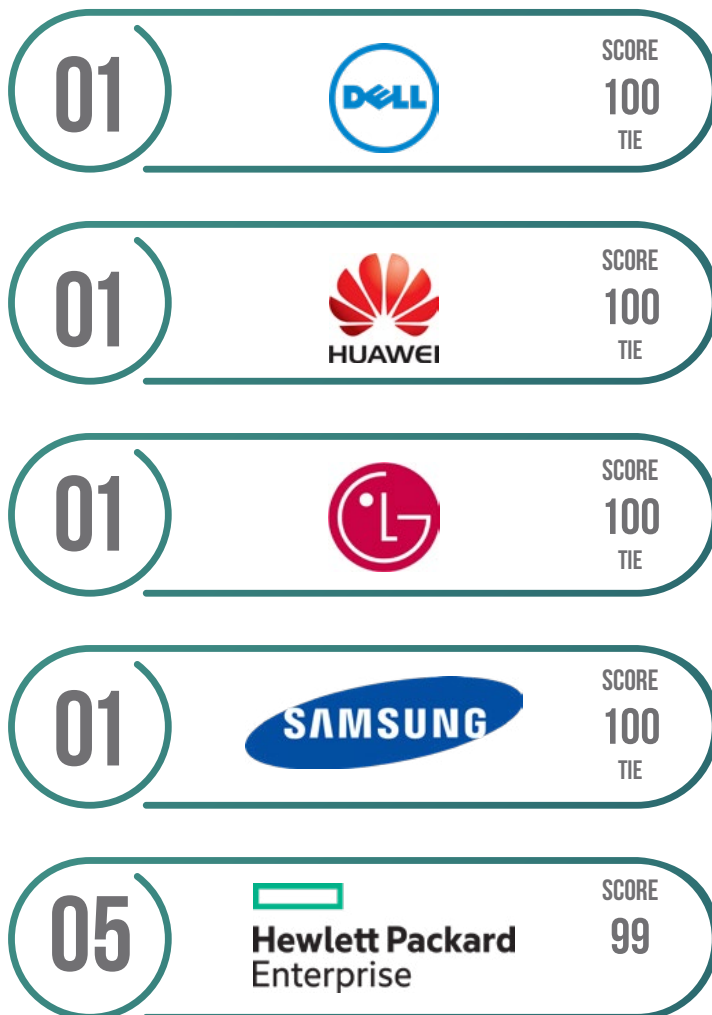 01
DELL
SCORE
100
TIE
01
HUAWEI
SCORE
100
TIE
01
LG
SCORE
100
TIE
01
SAMSUNG
SCORE
100
TIE
05
Hewlett Packard
Enterprise
SCORE
99